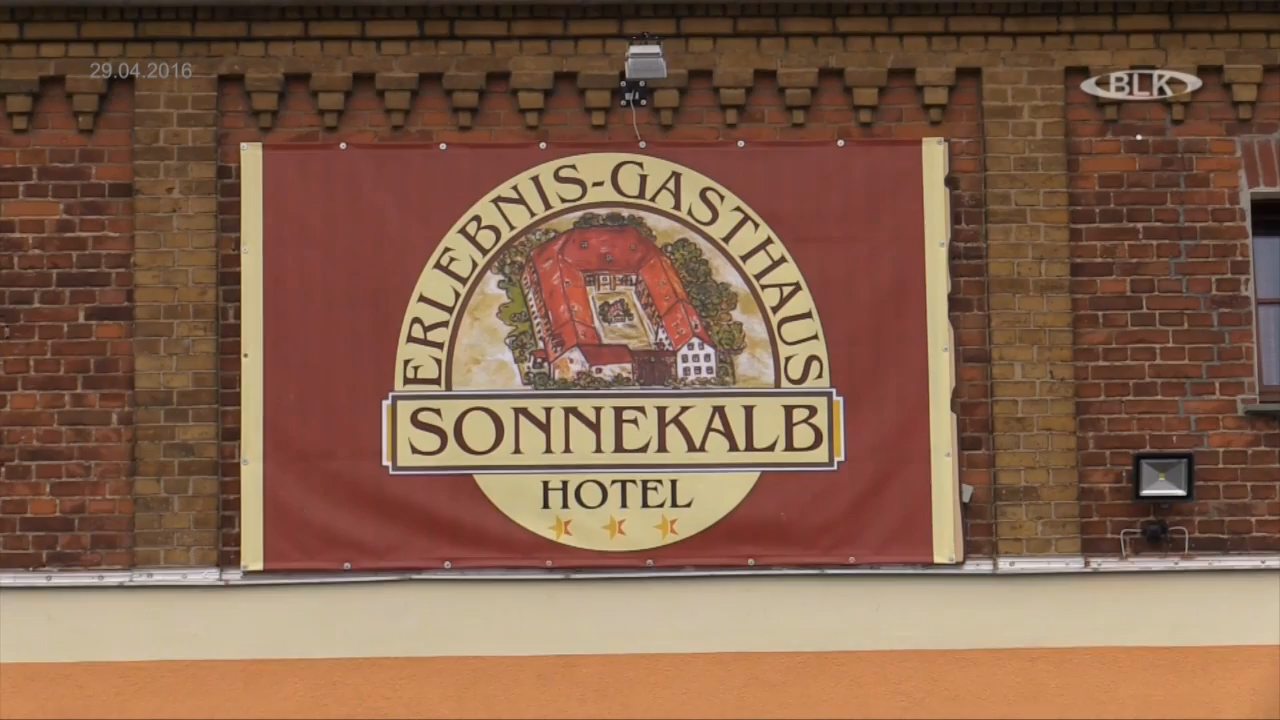 29.04.2016
BLK
ERLEBNIS-GASTHAUS
SONNEKALB
HOTEL